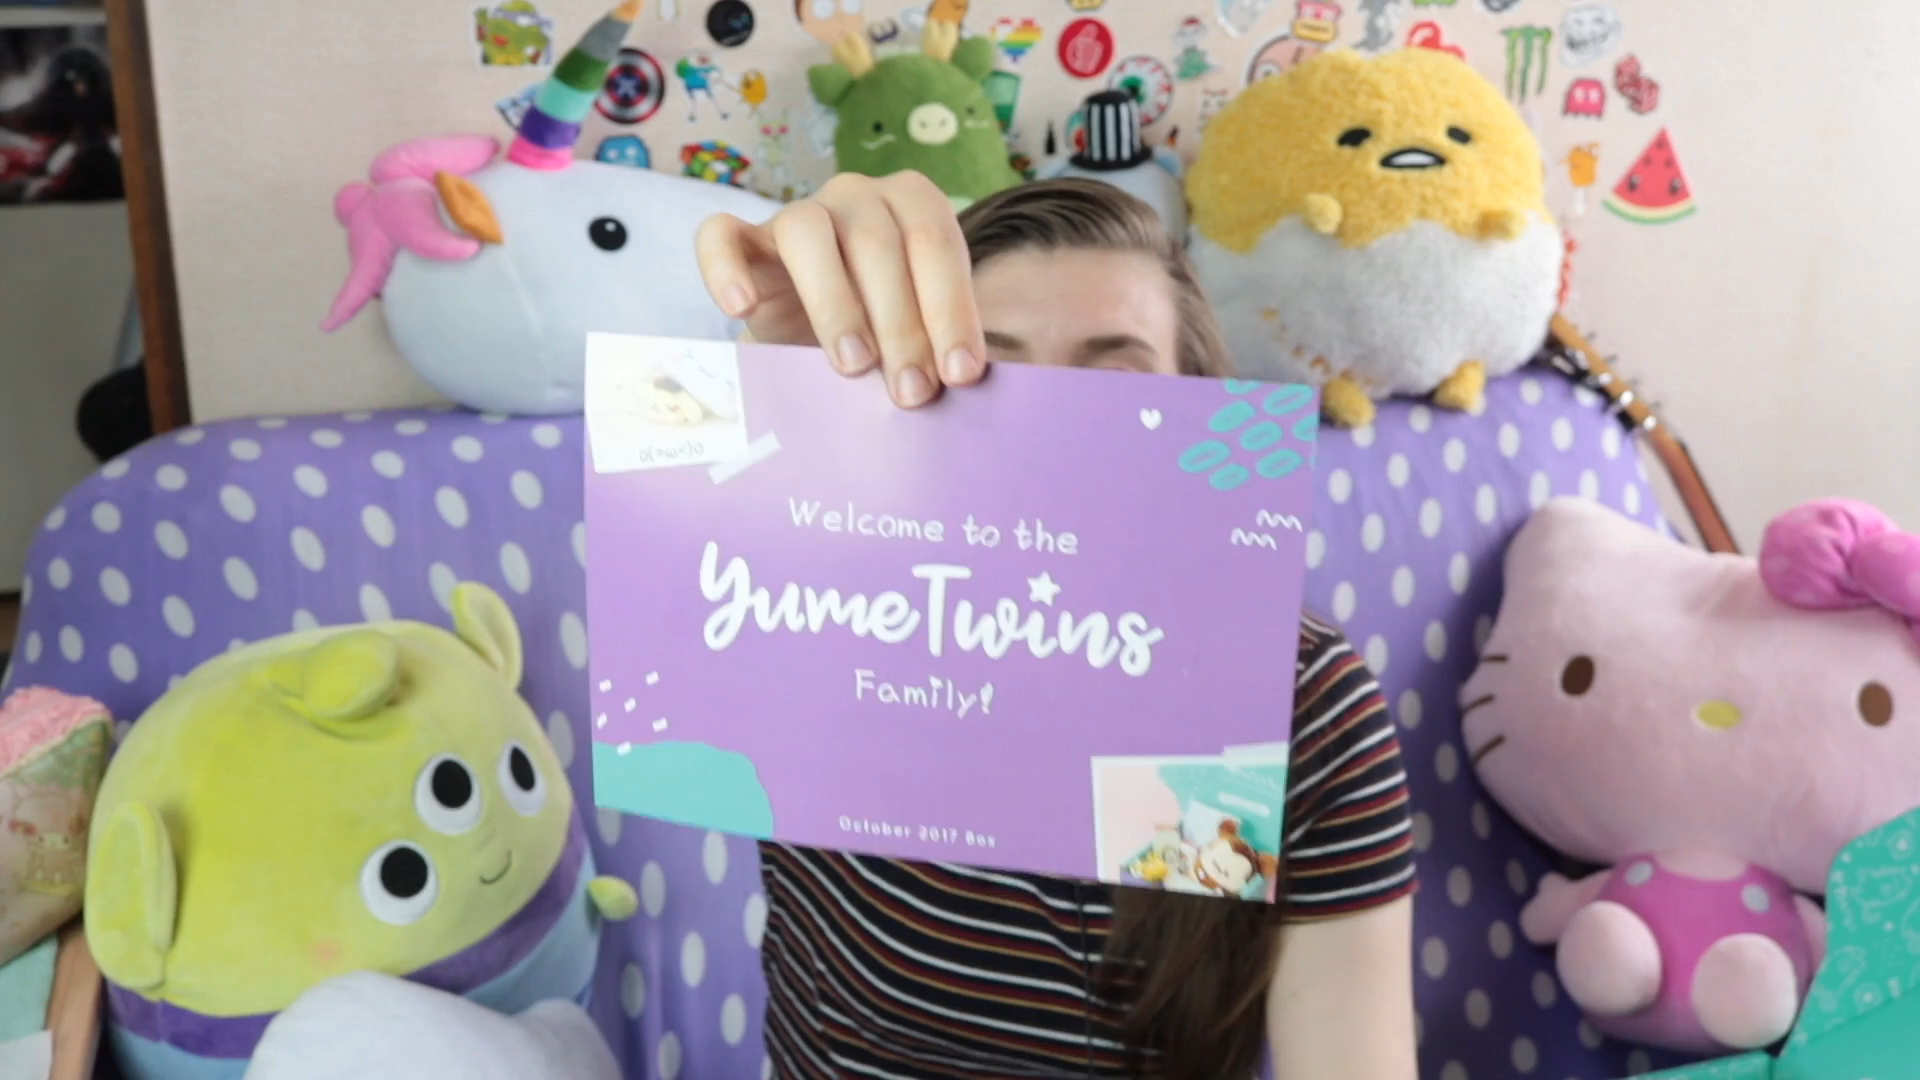 o(>ω<)o
Welcome to the
YumeTwins
Family!
October 2017 Box